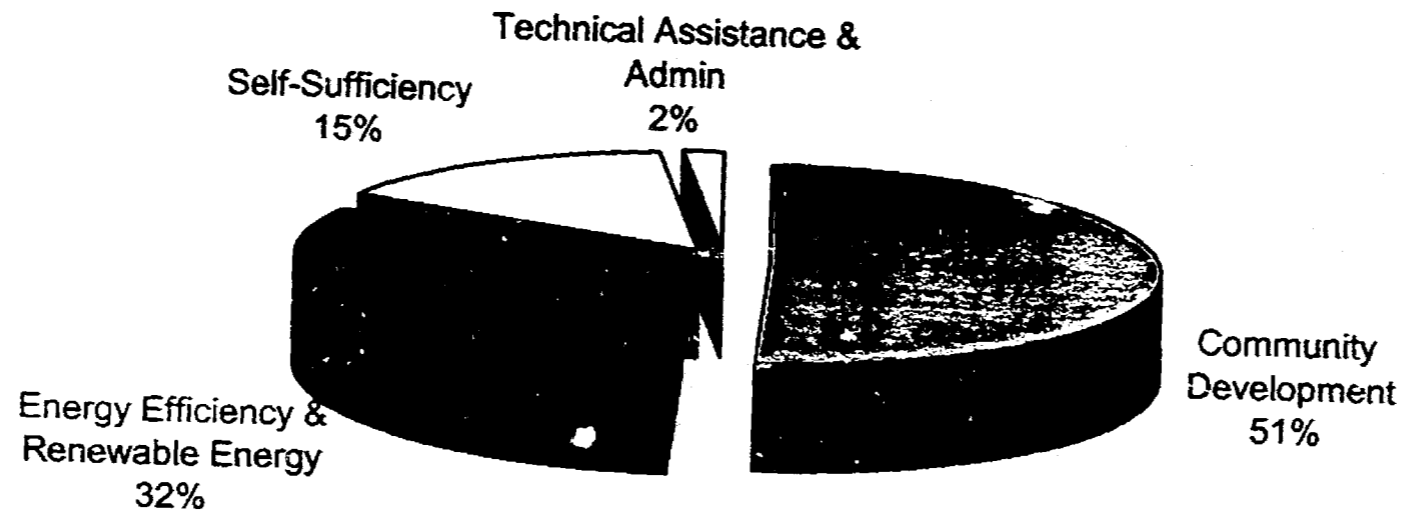 Technical Assistance &
Admin
2%
Self-Sufficiency
15%
Community
Development
51%
Energy Efficiency &
Renewable Energy
32%